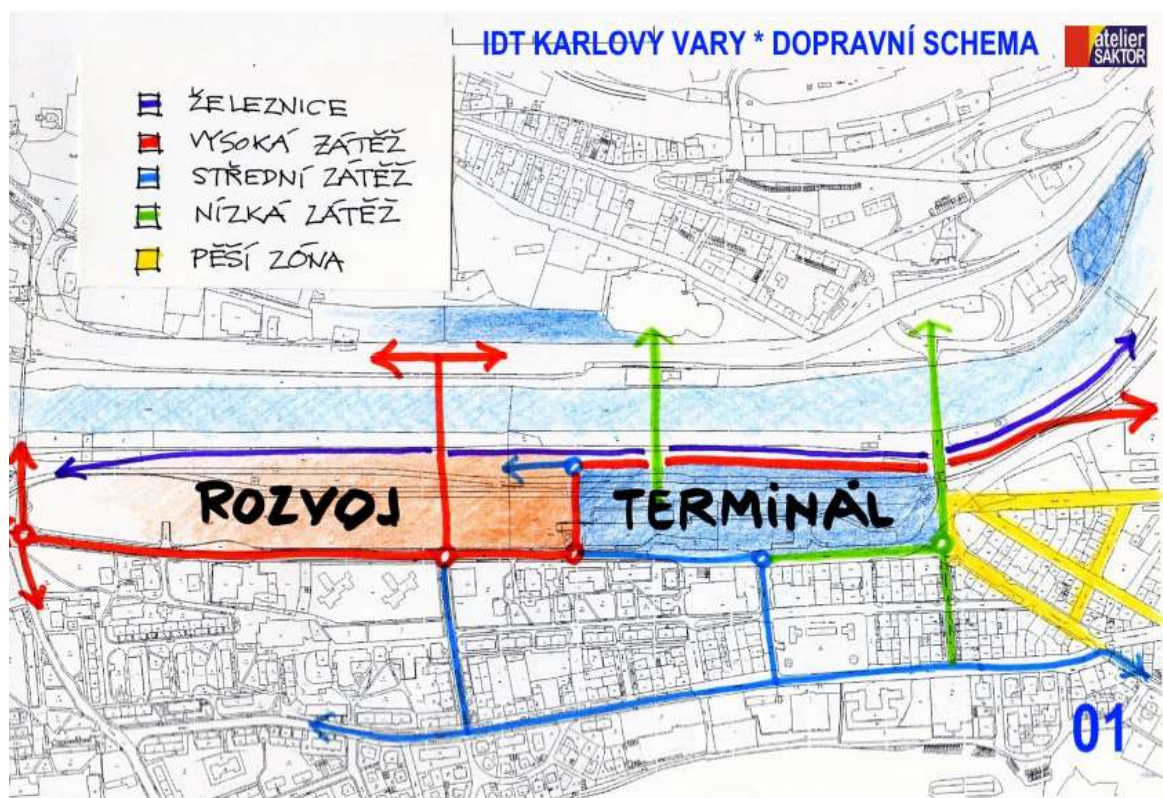 IDT KARLOVY VARY * DOPRAVNÍ SCHEMA
atelier
SAKTOR
ŽELEZNICE
VYSOKÁ ZÁTĚŽ
STŘEDNÍ ZÁTĚŽ
NÍZKÁ ZÁTĚŽ
PĚŠÍ ZÓNA
ROZVOJ
TERMINÁL
01